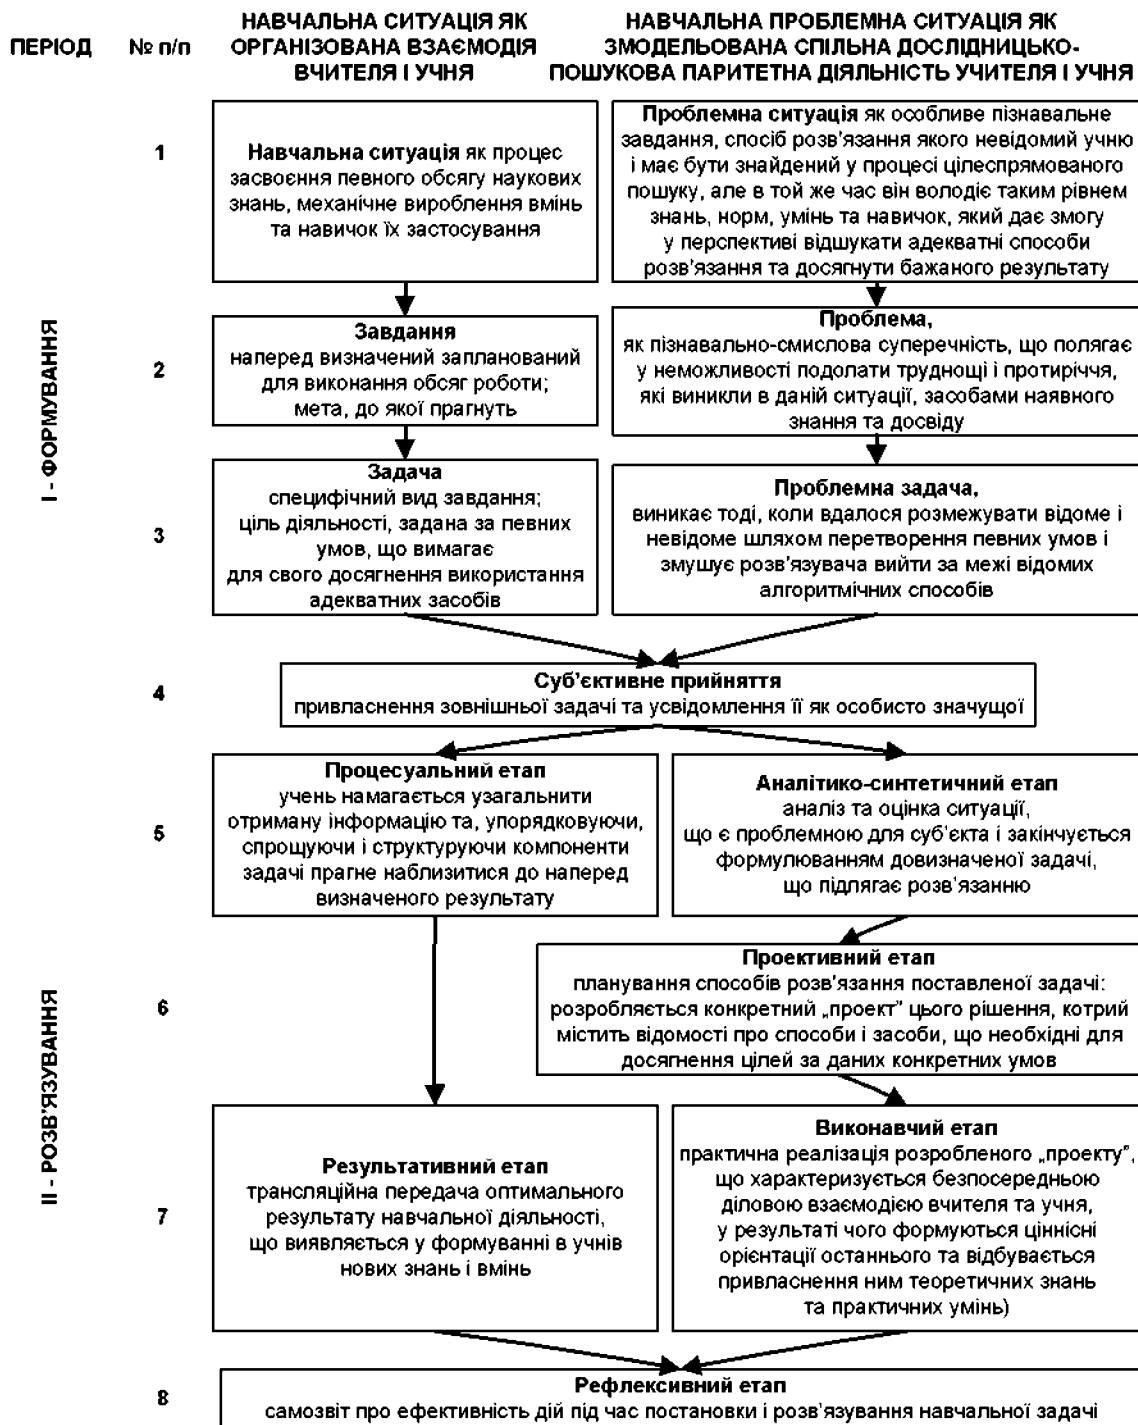 ПЕРІОД
№ п/п
НАВЧАЛЬНА СИТУАЦІЯ ЯК
ОРГАНІЗОВАНА ВЗАЄМОДІЯ
ВЧИТЕЛЯ І УЧНЯ
НАВЧАЛЬНА ПРОБЛЕМНА СИТУАЦІЯ ЯК
ЗМОДЕЛЬОВАНА СПІЛЬНА ДОСЛІДНИЦЬКО-
ПОШУКОВА ПАРИТЕТНА ДІЯЛЬНІСТЬ УЧИТЕЛЯ І УЧНЯ
І - ФОРМУВАННЯ
1
Навчальна ситуація як процес
засвоєння певного обсягу наукових
знань, механічне вироблення вмінь
та навичок їх застосування
Проблемна ситуація як особливе пізнавальне
завдання, спосіб розв'язання якого невідомий учню
і має бути знайдений у процесі цілеспрямованого
пошуку, але в той же час він володіє таким рівнем
знань, норм, умінь та навичок, який дає змогу
у перспективі відшукати адекватні способи
розв'язання та досягнути бажаного результату
2
Завдання
наперед визначений запланований
для виконання обсяг роботи;
мета, до якої прагнуть
Проблема,
як пізнавально-смислова суперечність, що полягає
у неможливості подолати труднощі і протиріччя,
які виникли в даній ситуації, засобами наявного
знання та досвіду
3
Задача
специфічний вид завдання;
ціль діяльності, задана за певних
умов, що вимагає
для свого досягнення використання
адекватних засобів
Проблемна задача,
виникає тоді, коли вдалося розмежувати відоме і
невідоме шляхом перетворення певних умов і
змушує розв'язувача вийти за межі відомих
алгоритмічних способів
4
Суб'єктивне прийняття
привласнення зовнішньої задачі та усвідомлення її як особисто значущої
ІІ - РОЗВ'ЯЗУВАННЯ
5
Процесуальний етап
учень намагається узагальнити
отриману інформацію та, упорядковуючи,
спрощуючи і структуруючи компоненти
задачі прагне наблизитися до наперед
визначеного результату
Аналітико-синтетичний етап
аналіз та оцінка ситуації,
що є проблемною для суб'єкта і закінчується
формулюванням довизначеної задачі,
що підлягає розв'язанню
6
Проективний етап
планування способів розв'язання поставленої задачі:
розробляється конкретний „проект” цього рішення, котрий
містить відомості про способи і засоби, що необхідні для
досягнення цілей за даних конкретних умов
7
Результативний етап
трансляційна передача оптимального
результату навчальної діяльності,
що виявляється у формуванні в учнів
нових знань і вмінь
Виконавчий етап
практична реалізація розробленого „проекту”,
що характеризується безпосередньою
діловою взаємодією вчителя та учня,
у результаті чого формуються ціннісні
орієнтації останнього та відбувається
привласнення ним теоретичних знань
та практичних умінь)
8
Рефлексивний етап
самозвіт про ефективність дій під час постановки і розв'язування навчальної задачі